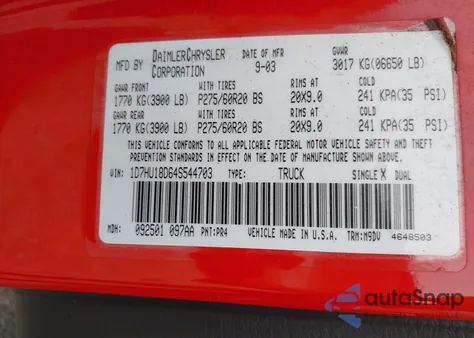 MFD BY DAIMLERCHRYSLER CORPORATION DATE OF MFR 9-03 GVWR 3017 KG(06650 LB)
GAWR FRONT WITH TIRES RIMS AT COLD
1770 KG(3900 LB) P275/60R20 BS 20X9.0 241 KPA(35 PSI)
GAWR REAR WITH TIRES RIMS AT COLD
1770 KG(3900 LB) P275/60R20 BS 20X9.0 241 KPA(35 PSI)
THIS VEHICLE CONFORMS TO ALL APPLICABLE FEDERAL MOTOR VEHICLE SAFETY AND THEFT
PREVENTION STANDARDS IN EFFECT ON THE DATE OF MANUFACTURE SHOWN ABOVE.
VIN: 1D7HU18D64S544703 TYPE: TRUCK SINGLE X DUAL
MDH: 092501 097AA PNT:PR4 VEHICLE MADE IN U.S.A. TRM:M9DV 4648503
autoSnap